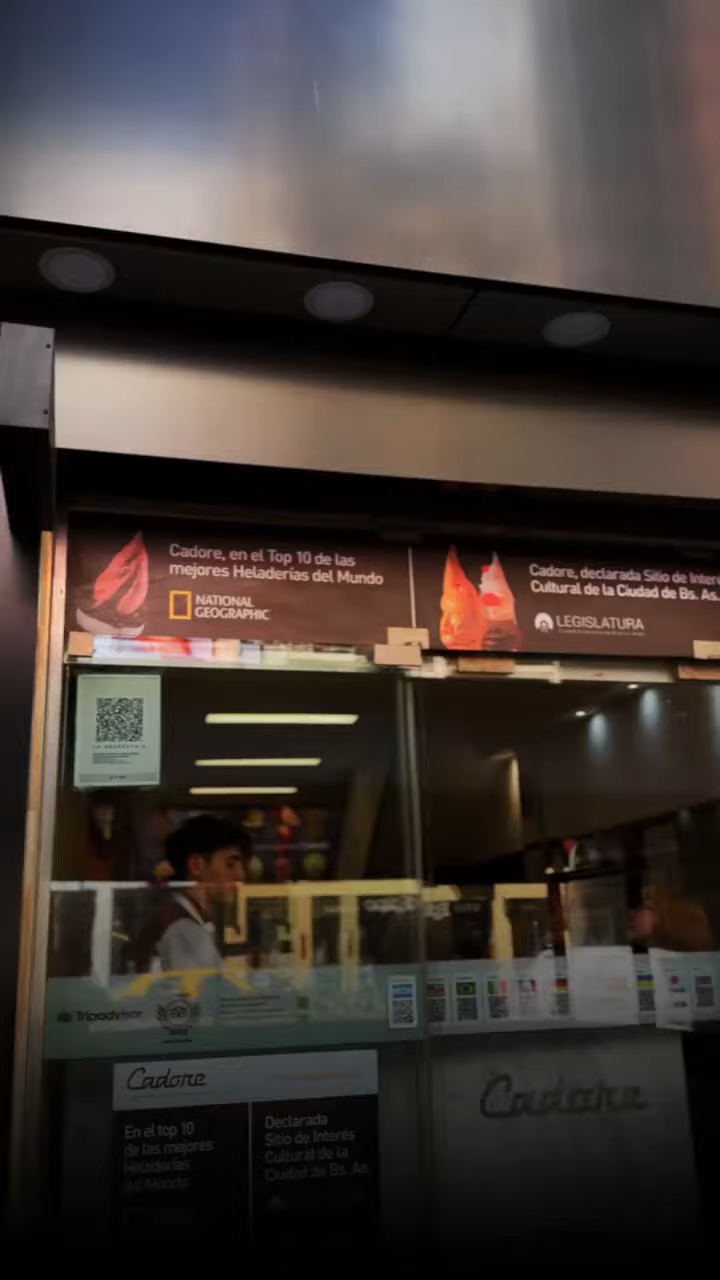 Cadore, en el Top 10 de las
mejores Heladerías del Mundo
NATIONAL
GEOGRAPHIC
Cadore, declarada Sitio de Interé
Cultural de la Ciudad de Bs. As.
LEGISLATURA
Tripadvisor
Cadore
En el top 10
de las mejores
Heladerías
del Mundo
Declarada
Sitio de Interés
Cultural de la
Ciudad de Bs. As.
Cadore